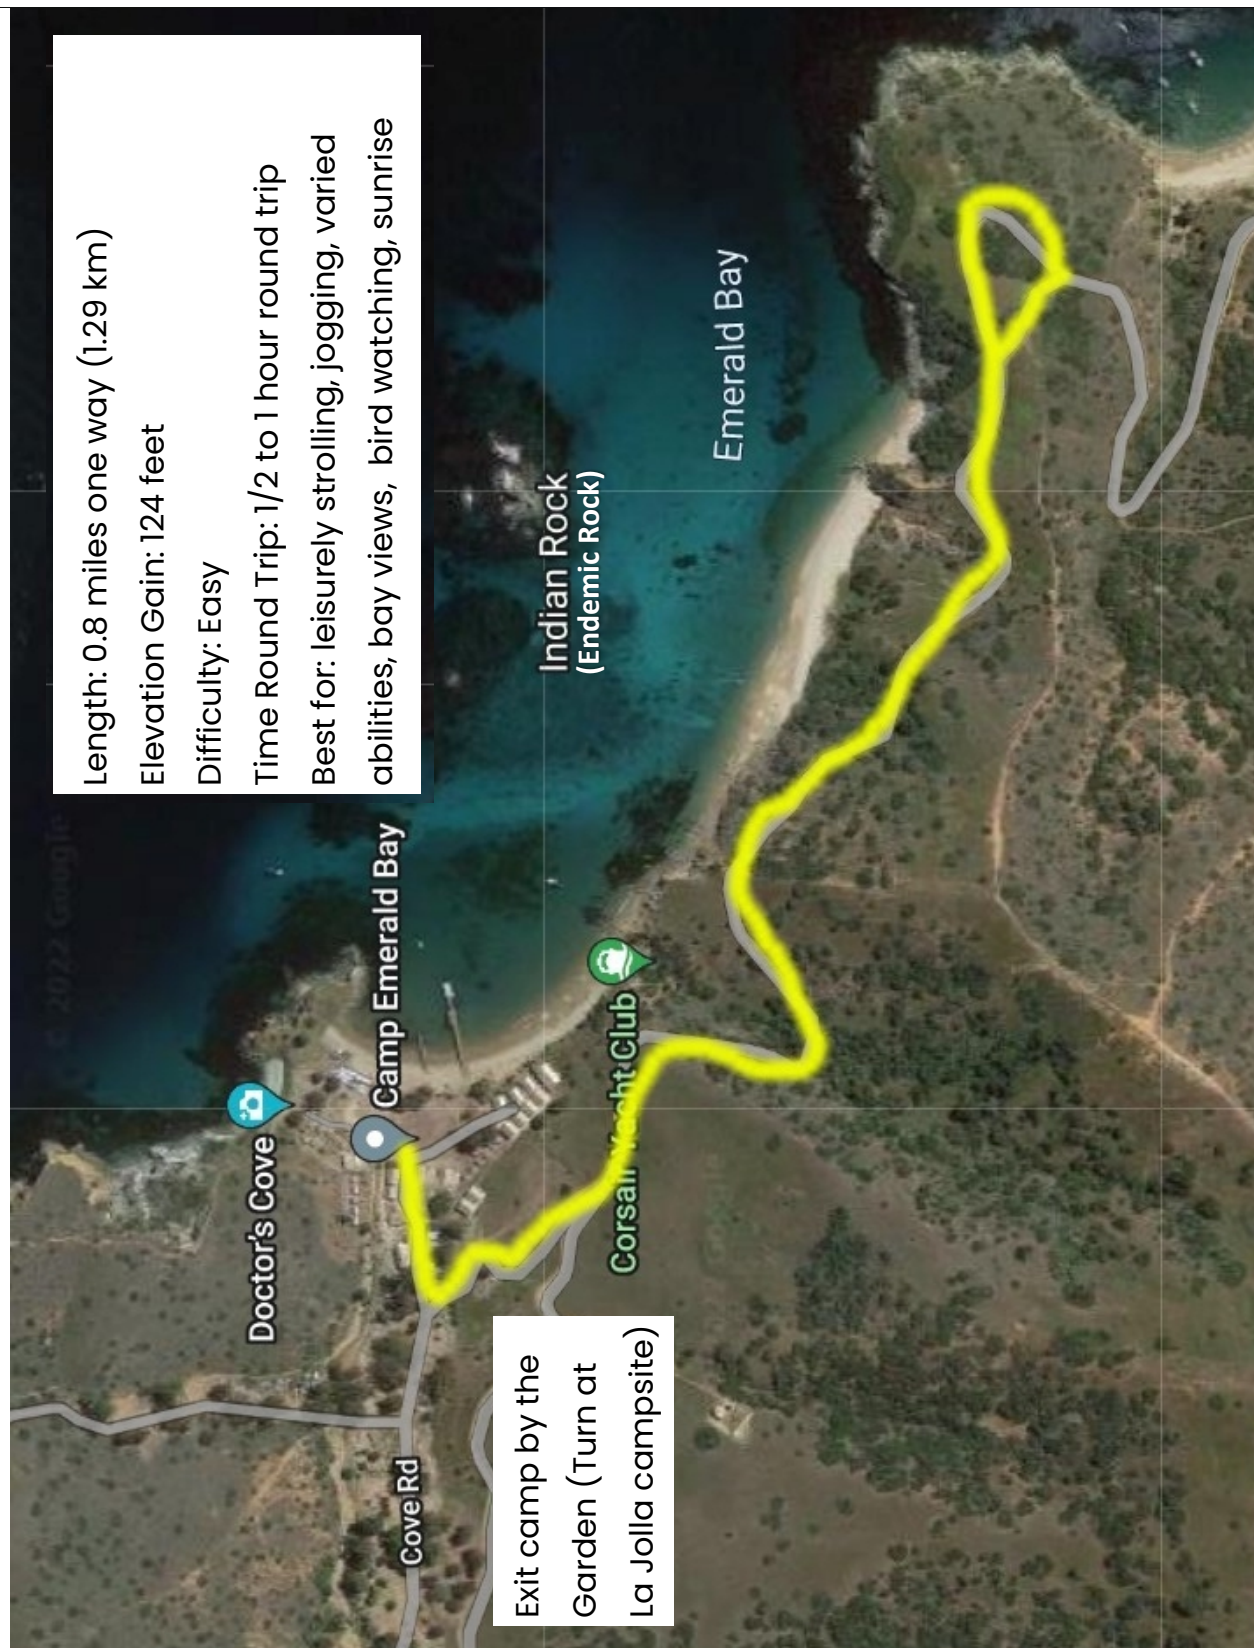 Length: 0.8 miles one way (1.29 km)
Elevation Gain: 124 feet
Difficulty: Easy
Time Round Trip: 1/2 to 1 hour round trip
Best for: leisurely strolling, jogging, varied
abilities, bay views,  bird watching, sunrise
© 2022 Google
Doctor's Cove
Camp Emerald Bay
Indian Rock
(Endemic Rock)
Emerald Bay
Cove Rd
Corsair Yacht Club
Exit camp by the
Garden (Turn at
La Jolla campsite)